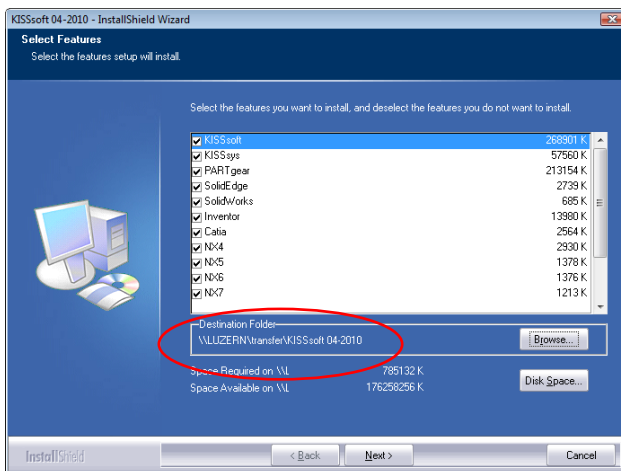 KISSsoft 04-2010 - InstallShield Wizard
Select Features
Select the features setup will install.
Select the features you want to install, and deselect the features you do not want to install.
KISSsoft 268901 K
KISSsys 57560 K
PARTgear 213154 K
SolidEdge 2739 K
SolidWorks 685 K
Inventor 13980 K
Catia 2564 K
NX4 2930 K
NX5 1378 K
NX6 1376 K
NX7 1213 K
Destination Folder
\\LUZERN\transfer\KISSsoft 04-2010
Browse...
Space Required on \\L 785132 K
Space Available on \\L 176258256 K
Disk Space...
InstallShield
< Back
Next >
Cancel